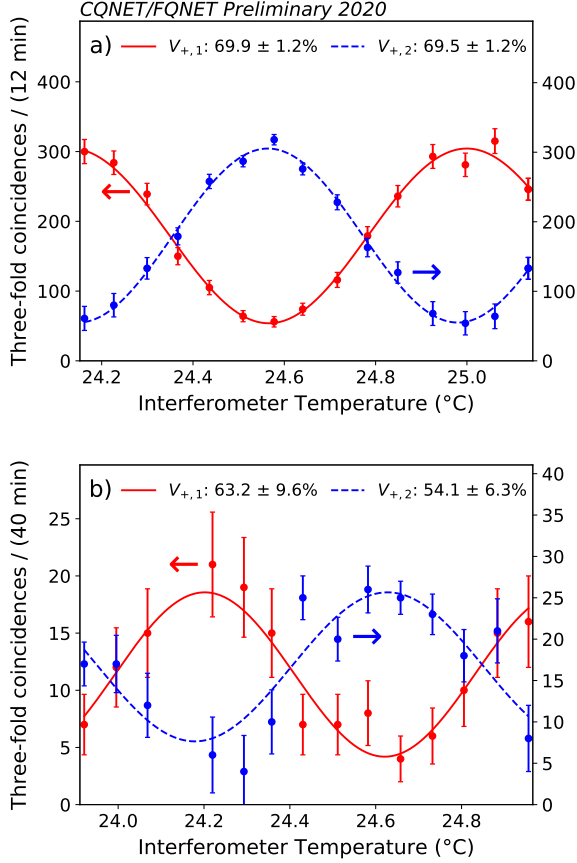 CQNET/FQNET Preliminary 2020
a)
V+,1: 69.9 ± 1.2%
V+,2: 69.5 ± 1.2%
Three-fold coincidences / (12 min)
400
300
200
100
0
400
300
200
100
0
24.2 24.4 24.6 24.8 25.0
Interferometer Temperature (°C)
b)
V+,1: 63.2 ± 9.6%
V+,2: 54.1 ± 6.3%
Three-fold coincidences / (40 min)
25
20
15
10
5
0
40
35
30
25
20
15
10
5
0
24.0 24.2 24.4 24.6 24.8
Interferometer Temperature (°C)